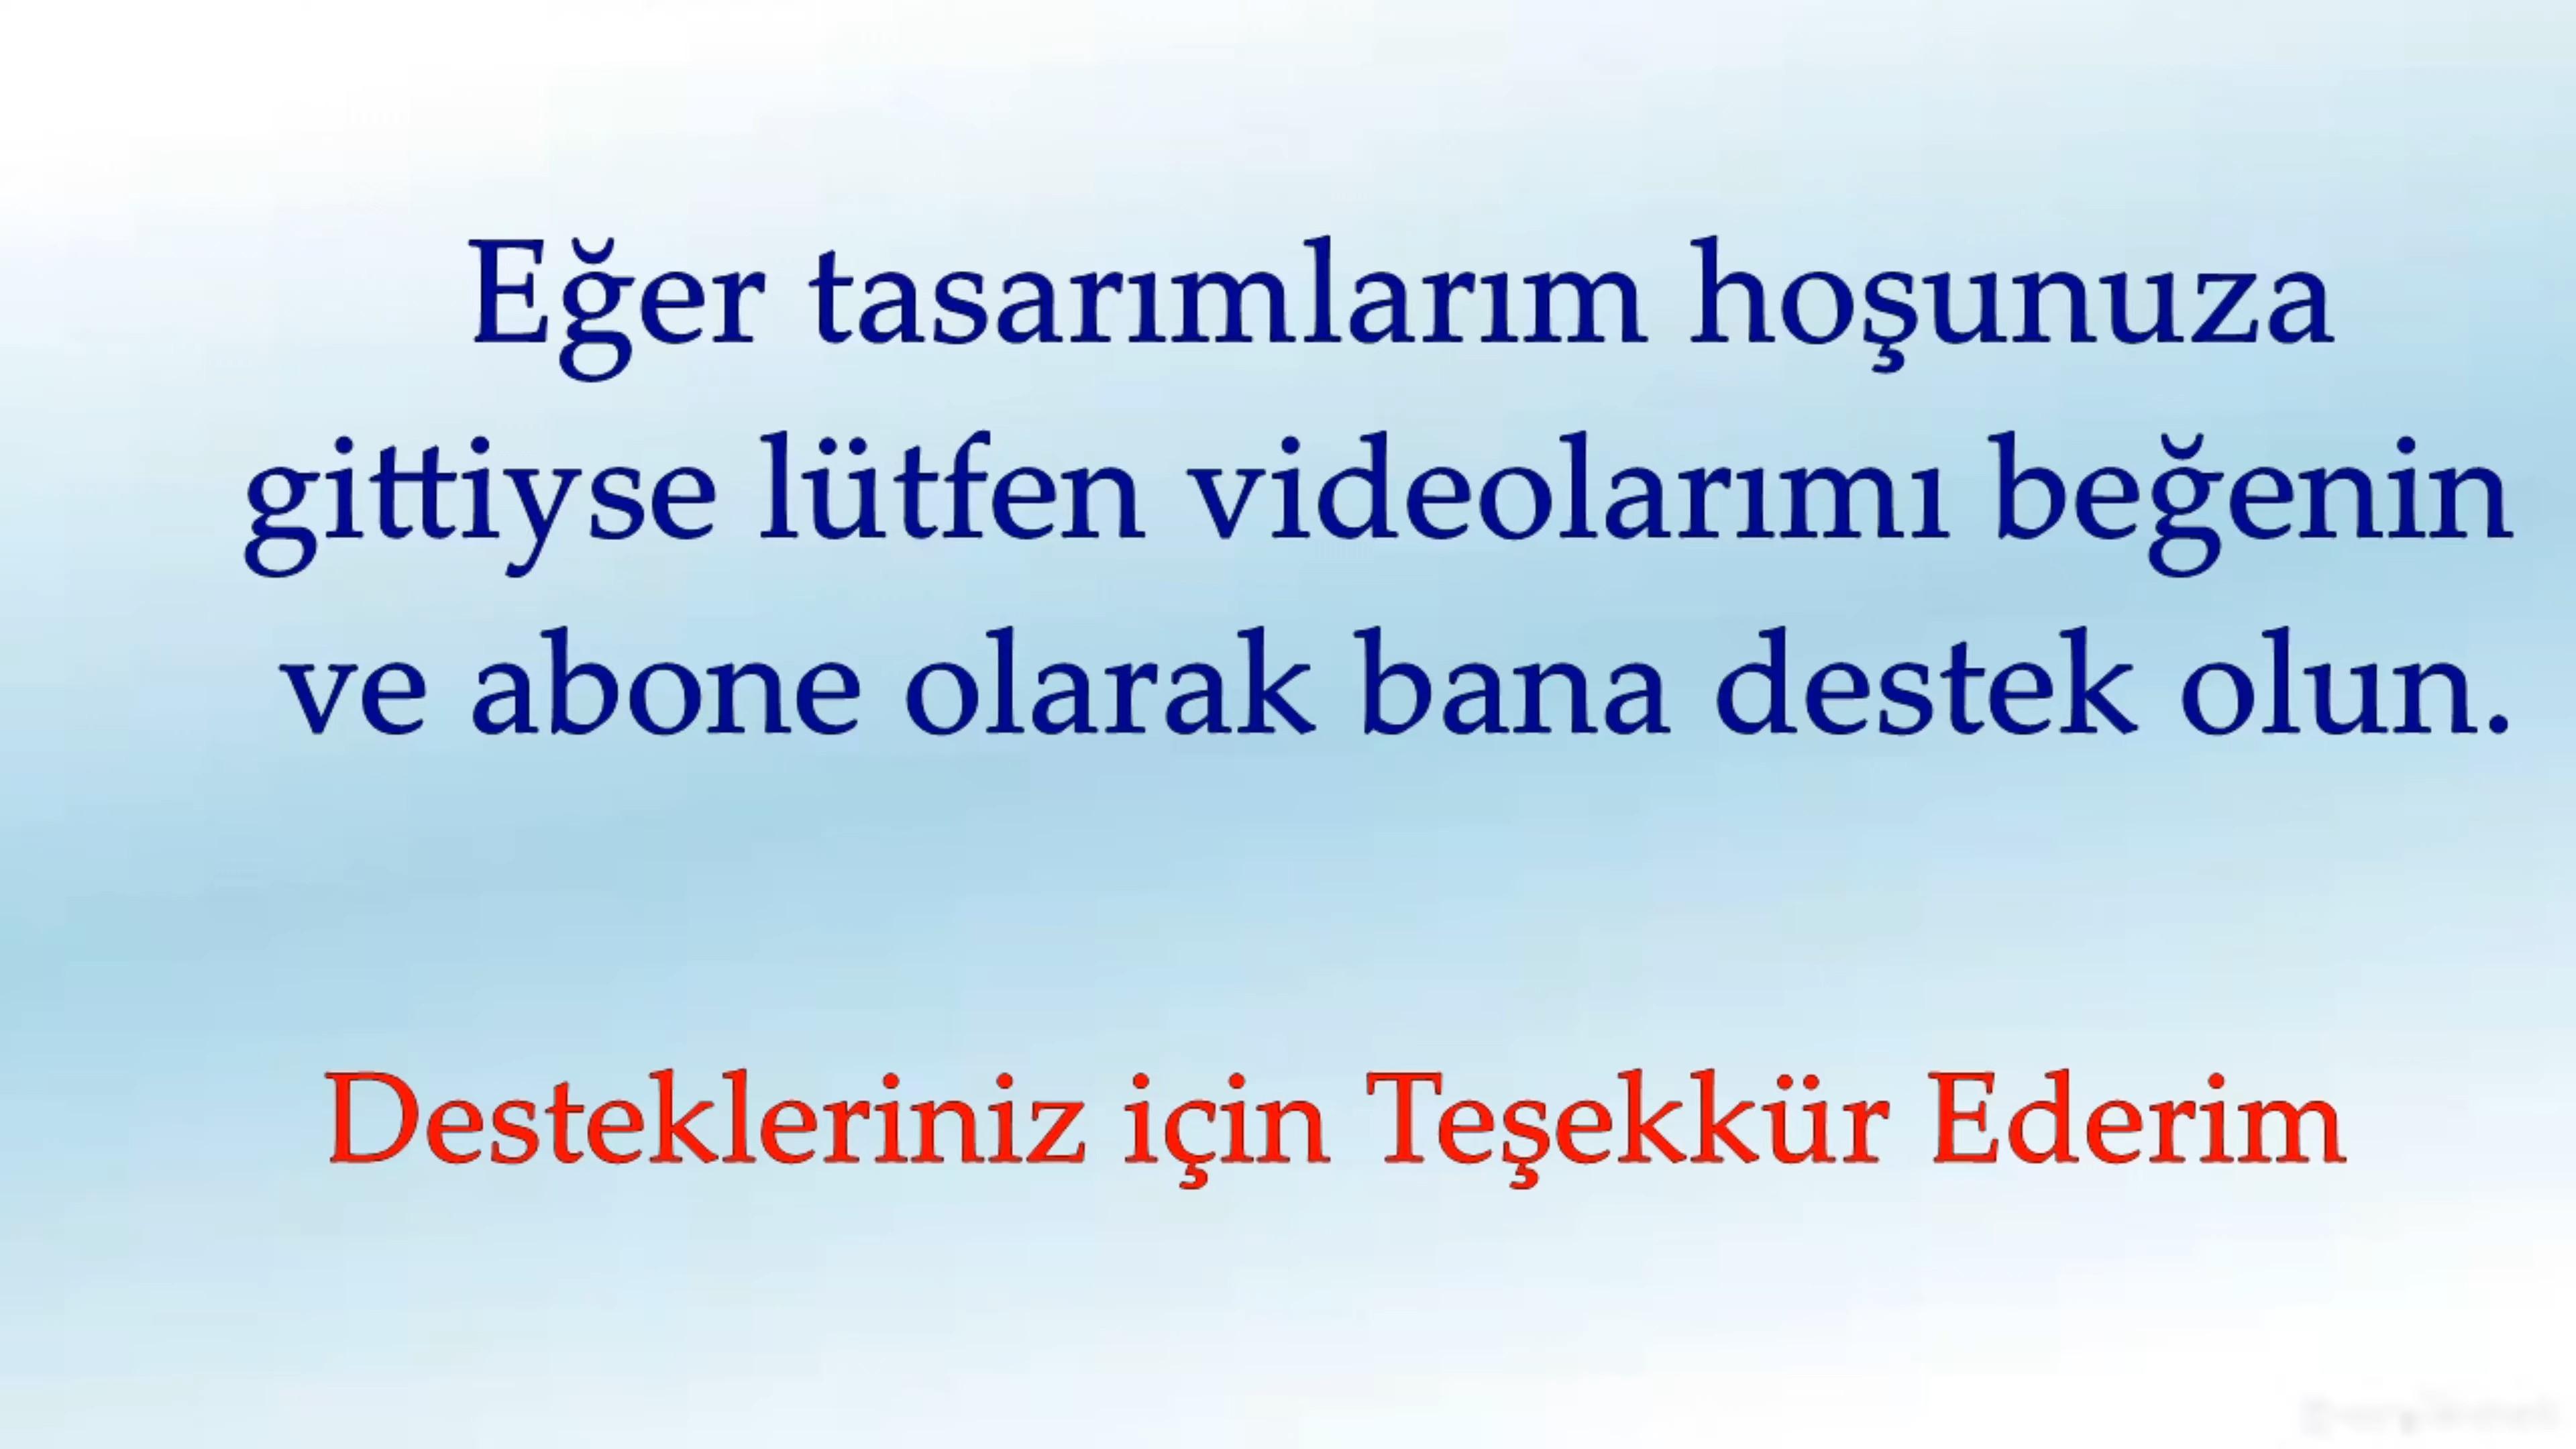 Eğer tasarımlarım hoşunuza
gittiyse lütfen videolarımı beğenin
ve abone olarak bana destek olun.
Destekleriniz için Teşekkür Ederim